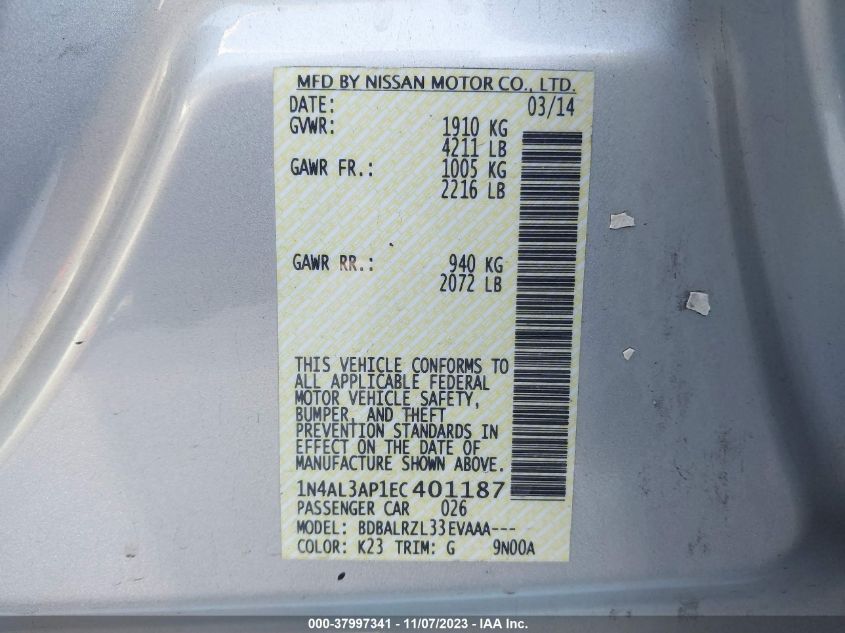 MFD BY NISSAN MOTOR CO., LTD.
DATE: 03/14
GVWR: 1910 KG
4211 LB
GAWR FR.: 1005 KG
2216 LB
GAWR RR.: 940 KG
2072 LB
THIS VEHICLE CONFORMS TO
ALL APPLICABLE FEDERAL
MOTOR VEHICLE SAFETY,
BUMPER, AND THEFT
PREVENTION STANDARDS IN
EFFECT ON THE DATE OF
MANUFACTURE SHOWN ABOVE.
1N4AL3AP1EC401187
PASSENGER CAR 026
MODEL: BDBALRZL33EVAAA---
COLOR: K23 TRIM: G 9N00A
000-37997341 — 11/07/2023 — IAA Inc.